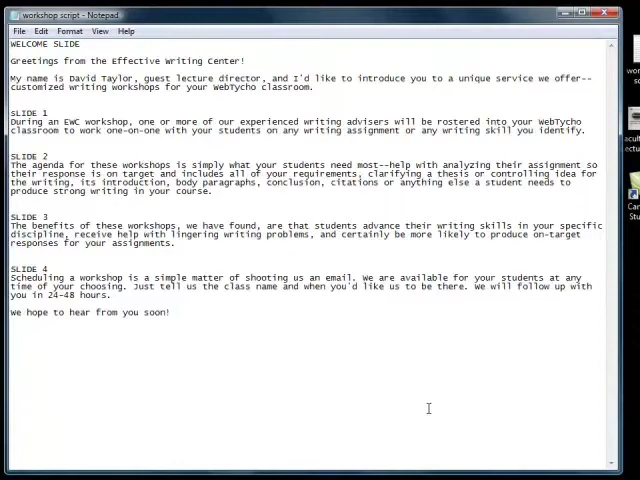 workshop script - Notepad
File Edit Format View Help
WELCOME SLIDE
Greetings from the Effective Writing Center!
My name is David Taylor, guest lecture director, and I'd like to introduce you to a unique service we offer--
customized writing workshops for your WebTycho classroom.
SLIDE 1
During an EWC workshop, one or more of our experienced writing advisers will be rostered into your WebTycho
classroom to work one-on-one with your students on any writing assignment or any writing skill you identify.
SLIDE 2
The agenda for these workshops is simply what your students need most--help with analyzing their assignment so
their response is on target and includes all of your requirements, clarifying a thesis or controlling idea for
the writing, its introduction, body paragraphs, conclusion, citations or anything else a student needs to
produce strong writing in your course.
SLIDE 3
The benefits of these workshops, we have found, are that students advance their writing skills in your specific
discipline, receive help with lingering writing problems, and certainly be more likely to produce on-target
responses for your assignments.
SLIDE 4
Scheduling a workshop is a simple matter of shooting us an email. We are available for your students at any
time of your choosing. Just tell us the class name and when you'd like us to be there. We will follow up with
you in 24-48 hours.
We hope to hear from you soon!